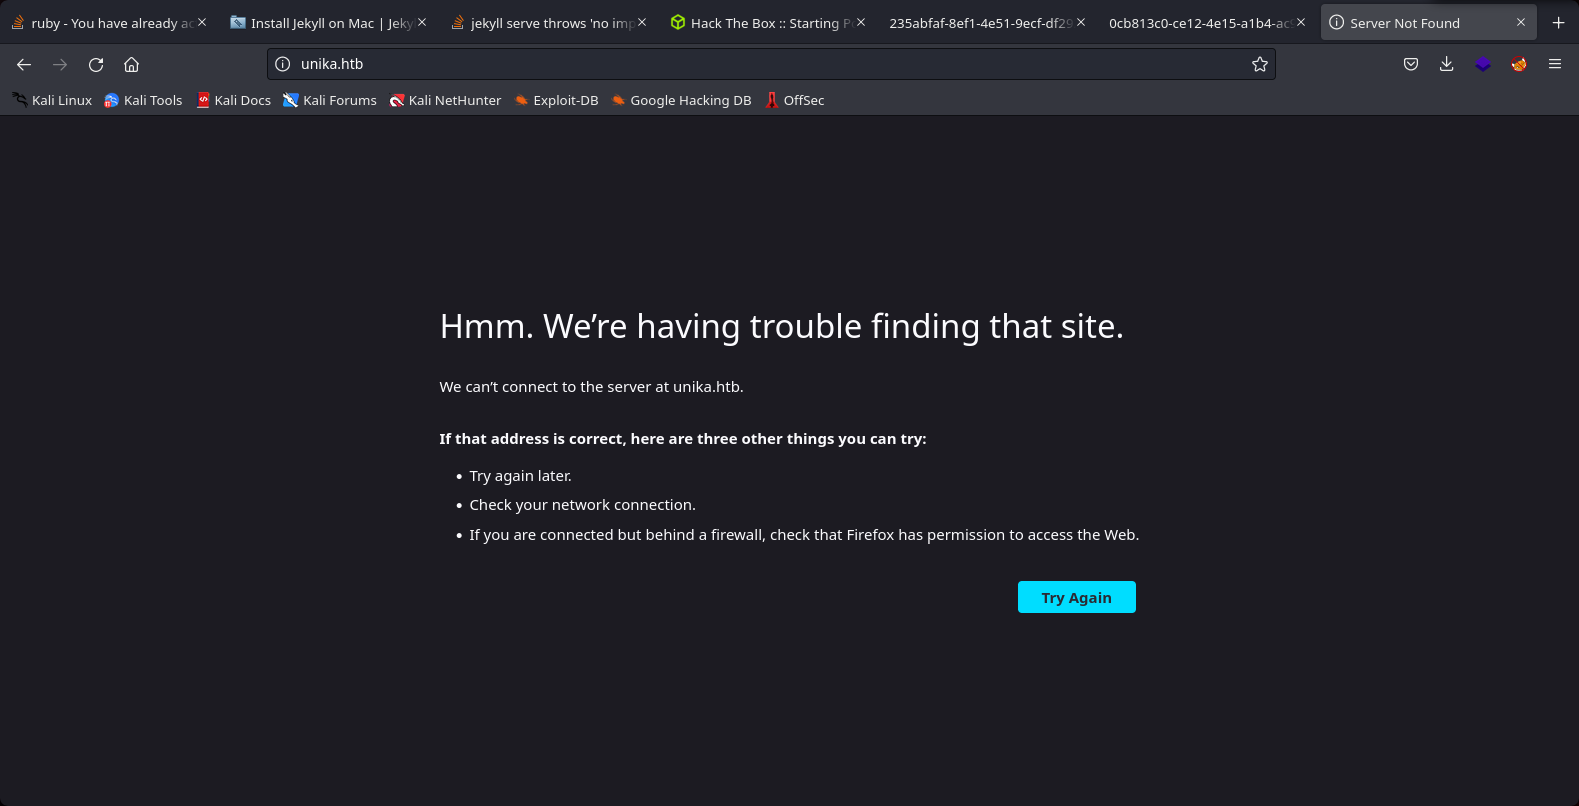 ruby - You have already ac
Install Jekyll on Mac | Jeky
jekyll serve throws 'no imp
Hack The Box :: Starting P
235abfaf-8ef1-4e51-9ecf-df29
0cb813c0-ce12-4e15-a1b4-ac
Server Not Found
unika.htb
Kali Linux
Kali Tools
Kali Docs
Kali Forums
Kali NetHunter
Exploit-DB
Google Hacking DB
OffSec
Hmm. We’re having trouble finding that site.
We can’t connect to the server at unika.htb.
If that address is correct, here are three other things you can try:
• Try again later.
• Check your network connection.
• If you are connected but behind a firewall, check that Firefox has permission to access the Web.
Try Again